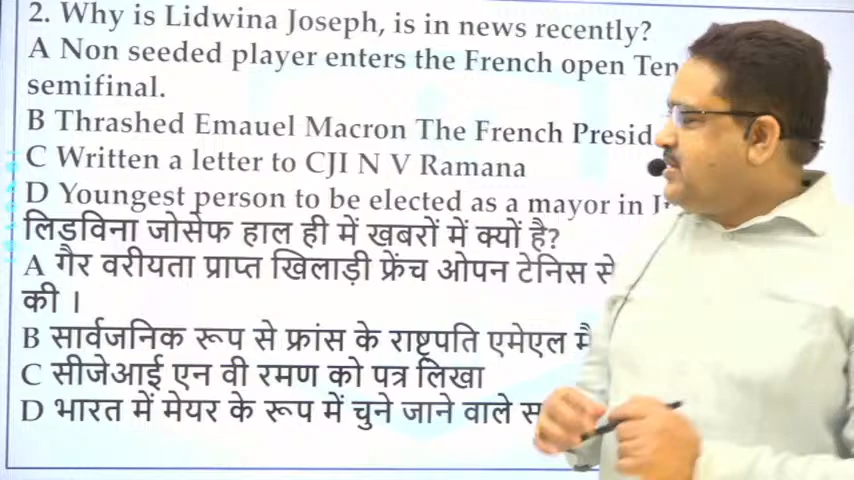 2. Why is Lidwina Joseph, is in news recently?
A Non seeded player enters the French open Ten
semifinal.
B Thrashed Emauel Macron The French Presid
C Written a letter to CJI N V Ramana
D Youngest person to be elected as a mayor in
लिडविना जोसेफ हाल ही में खबरों में क्यों है?
A गैर वरीयता प्राप्त खिलाड़ी फ्रेंच ओपन टेनिस से
की ।
B सार्वजनिक रूप से फ्रांस के राष्ट्रपति एमेएल
C सीजेआई एन वी रमण को पत्र लिखा
D भारत में मेयर के रूप में चुने जाने वाले स